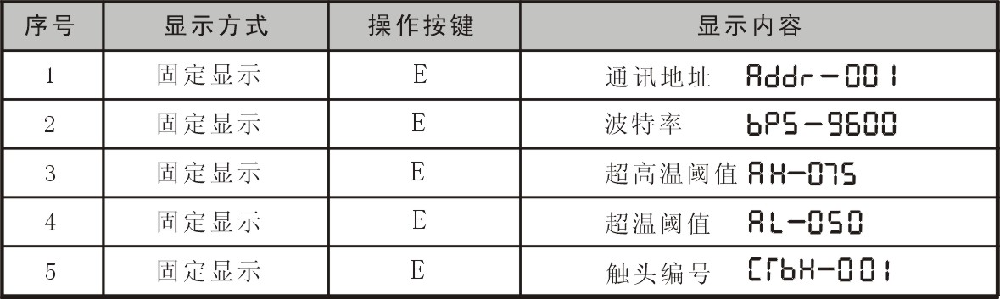 序号 显示方式 操作按键 显示内容
1 固定显示 E 通讯地址 Addr-001
2 固定显示 E 波特率 bPS-9600
3 固定显示 E 超高温阈值 AH-075
4 固定显示 E 超温阈值 AL-050
5 固定显示 E 触头编号 CTbH-001